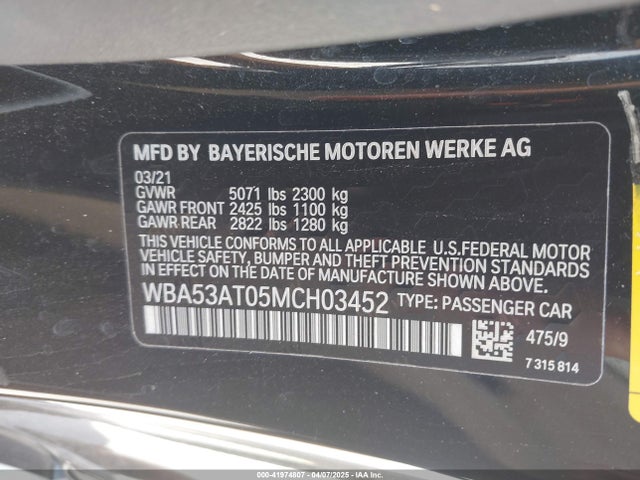 MFD BY BAYERISCHE MOTOREN WERKE AG
03/21
GVWR 5071 lbs 2300 kg
GAWR FRONT 2425 lbs 1100 kg
GAWR REAR 2822 lbs 1280 kg
THIS VEHICLE CONFORMS TO ALL APPLICABLE U.S.FEDERAL MOTOR
VEHICLE SAFETY, BUMPER AND THEFT PREVENTION STANDARDS
IN EFFECT ON THE DATE OF MANUFACTURE SHOWN ABOVE.
WBA53AT05MCH03452 TYPE: PASSENGER CAR
475/9
7 315 814
000-41974807 - 04/07/2025 - IAA Inc.